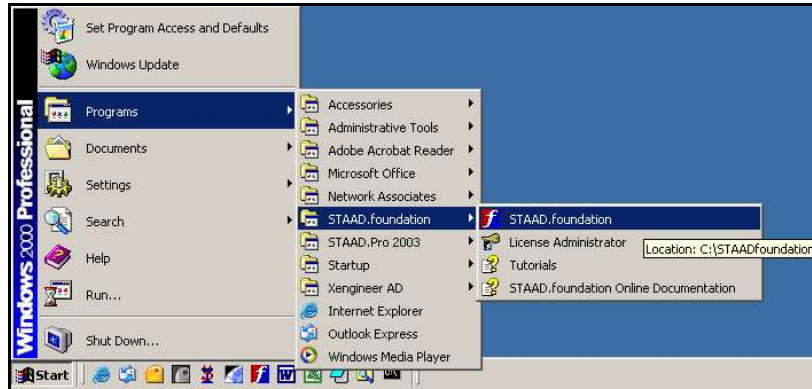 Set Program Access and Defaults
Windows Update
Programs
Documents
Settings
Search
Help
Run...
Shut Down...
Windows 2000 Professional
Accessories
Administrative Tools
Adobe Acrobat Reader
Microsoft Office
Network Associates
STAAD.foundation
STAAD.Pro 2003
Startup
Xengineer AD
Internet Explorer
Outlook Express
Windows Media Player
STAAD.foundation
License Administrator
Tutorials
STAAD.foundation Online Documentation
Location: C:\STAADfoundation
Start